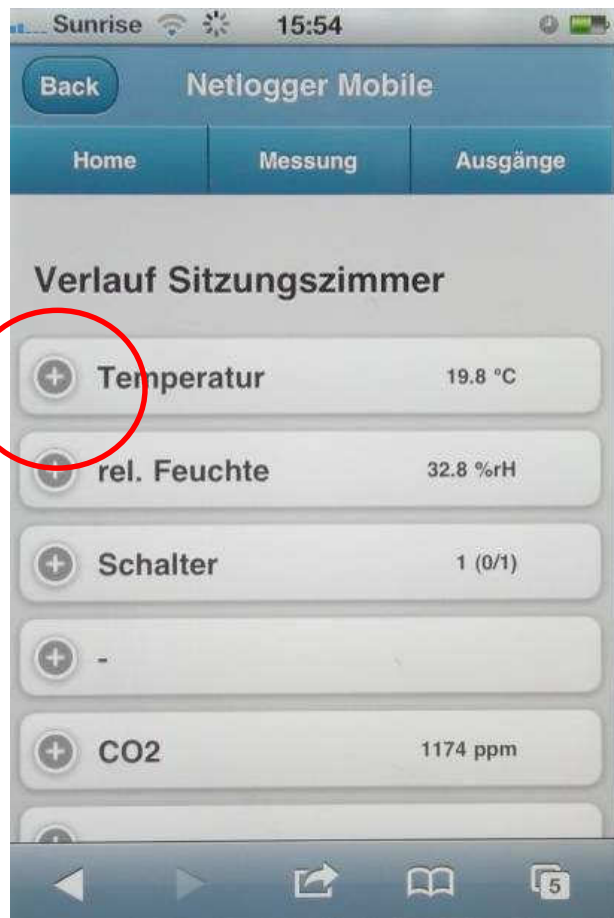 Sunrise 15:54
Back Netlogger Mobile
Home Messung Ausgänge
Verlauf Sitzungszimmer
Temperatur 19.8 °C
rel. Feuchte 32.8 %rH
Schalter 1 (0/1)
-
CO2 1174 ppm
5